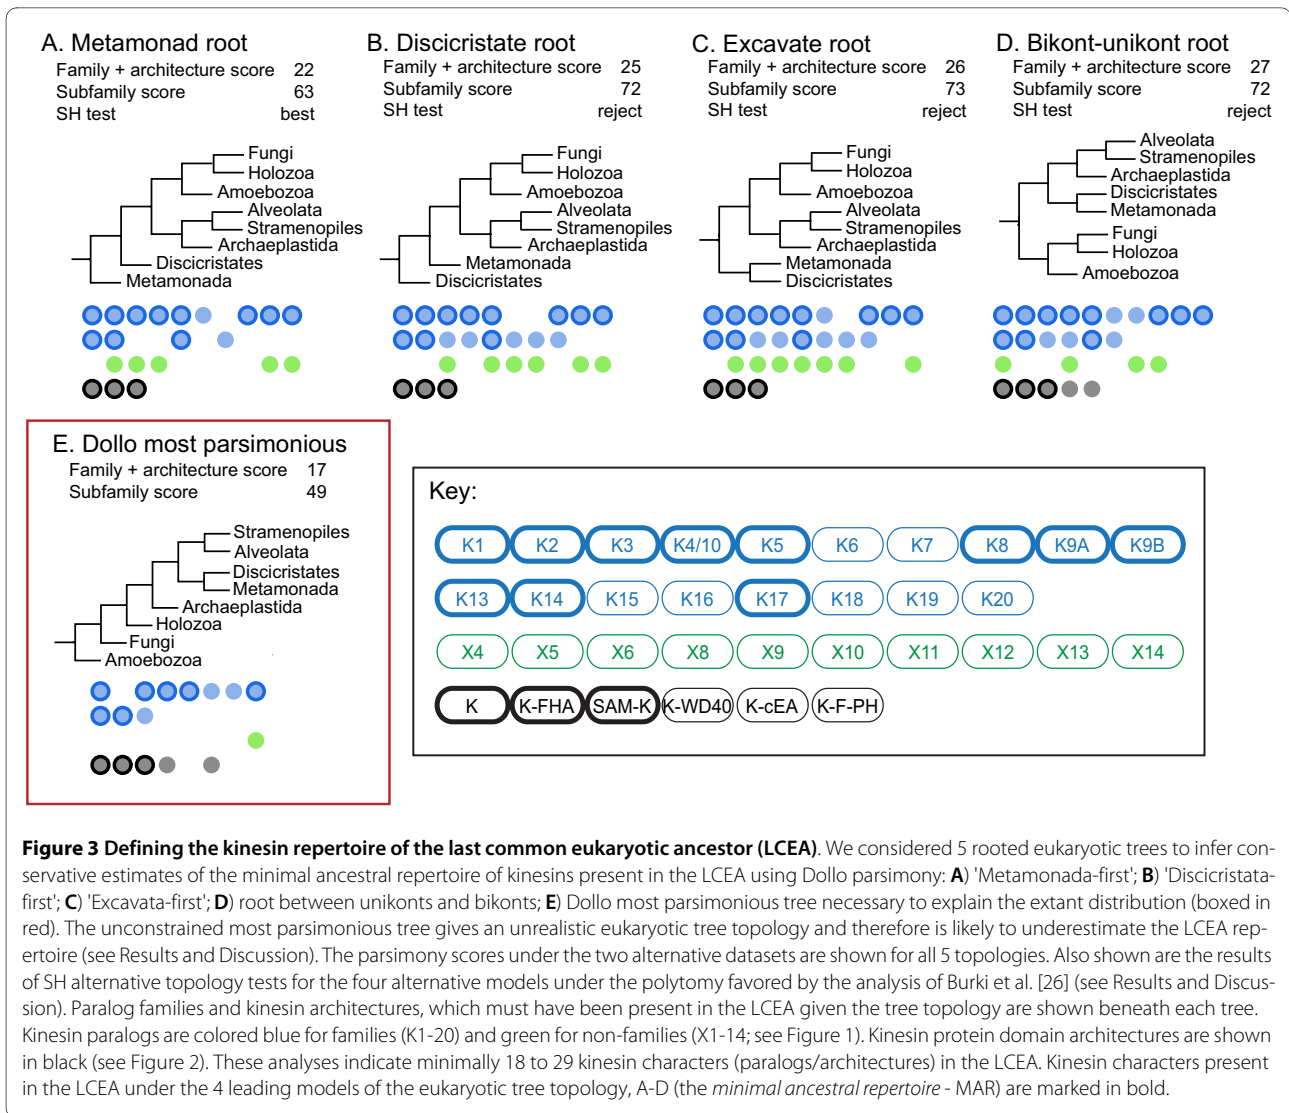 A. Metamonad root
Family + architecture score 22
Subfamily score 63
SH test best
Fungi
Holozoa
Amoebozoa
Alveolata
Stramenopiles
Archaeplastida
Discicristates
Metamonada
B. Discicristate root
Family + architecture score 25
Subfamily score 72
SH test reject
Fungi
Holozoa
Amoebozoa
Alveolata
Stramenopiles
Archaeplastida
Metamonada
Discicristates
C. Excavate root
Family + architecture score 26
Subfamily score 73
SH test reject
Fungi
Holozoa
Amoebozoa
Alveolata
Stramenopiles
Archaeplastida
Metamonada
Discicristates
D. Bikont-unikont root
Family + architecture score 27
Subfamily score 72
SH test reject
Alveolata
Stramenopiles
Archaeplastida
Discicristates
Metamonada
Fungi
Holozoa
Amoebozoa
E. Dollo most parsimonious
Family + architecture score 17
Subfamily score 49
Stramenopiles
Alveolata
Discicristates
Metamonada
Archaeplastida
Holozoa
Fungi
Amoebozoa
Key:
K1 K2 K3 K4/10 K5 K6 K7 K8 K9A K9B
K13 K14 K15 K16 K17 K18 K19 K20
X4 X5 X6 X8 X9 X10 X11 X12 X13 X14
K K-FHA SAM-K K-WD40 K-cEA K-F-PH
Figure 3 Defining the kinesin repertoire of the last common eukaryotic ancestor (LCEA). We considered 5 rooted eukaryotic trees to infer con-
servative estimates of the minimal ancestral repertoire of kinesins present in the LCEA using Dollo parsimony: A) 'Metamonada-first'; B) 'Discicristata-
first'; C) 'Excavata-first'; D) root between unikonts and bikonts; E) Dollo most parsimonious tree necessary to explain the extant distribution (boxed in
red). The unconstrained most parsimonious tree gives an unrealistic eukaryotic tree topology and therefore is likely to underestimate the LCEA rep-
ertoire (see Results and Discussion). The parsimony scores under the two alternative datasets are shown for all 5 topologies. Also shown are the results
of SH alternative topology tests for the four alternative models under the polytomy favored by the analysis of Burki et al. [26] (see Results and Discus-
sion). Paralog families and kinesin architectures, which must have been present in the LCEA given the tree topology are shown beneath each tree.
Kinesin paralogs are colored blue for families (K1-20) and green for non-families (X1-14; see Figure 1). Kinesin protein domain architectures are shown
in black (see Figure 2). These analyses indicate minimally 18 to 29 kinesin characters (paralogs/architectures) in the LCEA. Kinesin characters present
in the LCEA under the 4 leading models of the eukaryotic tree topology, A-D (the minimal ancestral repertoire - MAR) are marked in bold.